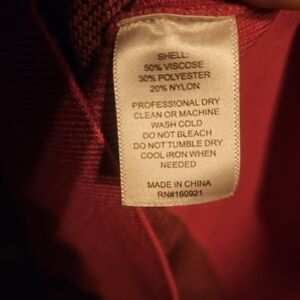 SHELL:
50% VISCOSE
30% POLYESTER
20% NYLON
PROFESSIONAL DRY
CLEAN OR MACHINE
WASH COLD
DO NOT BLEACH
DO NOT TUMBLE DRY
COOL IRON WHEN
NEEDED
MADE IN CHINA
RN#160921